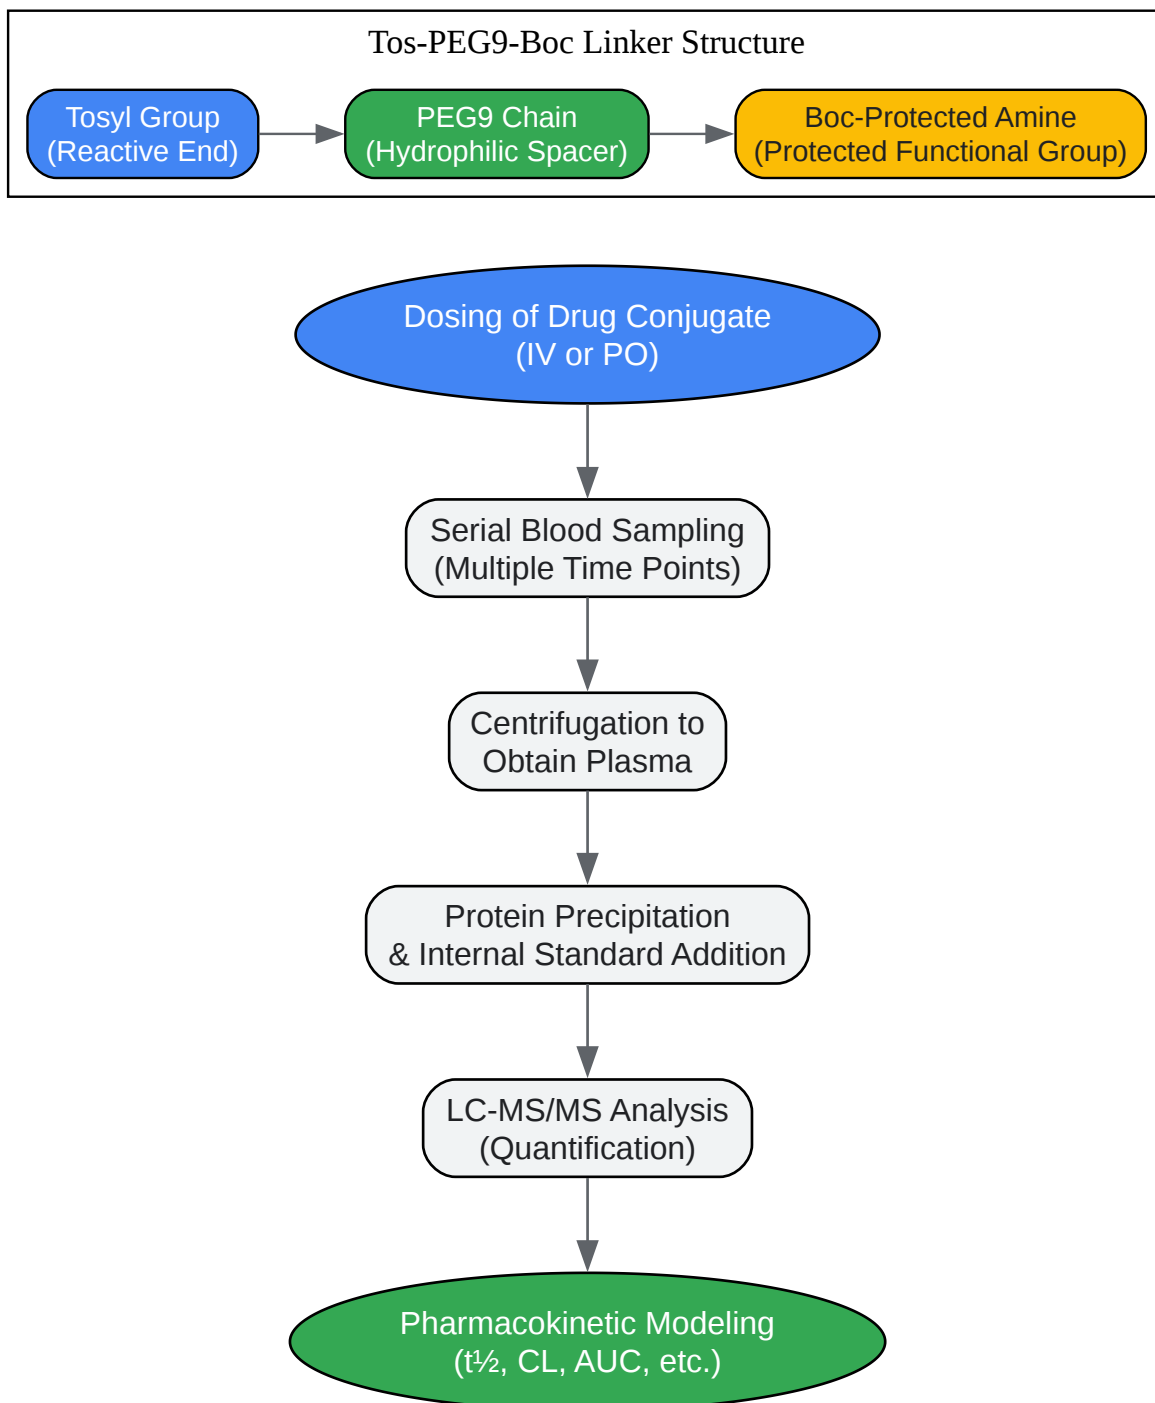 Tos-PEG9-Boc Linker Structure
Tosyl Group
(Reactive End)
PEG9 Chain
(Hydrophilic Spacer)
Boc-Protected Amine
(Protected Functional Group)
Dosing of Drug Conjugate
(IV or PO)
Serial Blood Sampling
(Multiple Time Points)
Centrifugation to
Obtain Plasma
Protein Precipitation
& Internal Standard Addition
LC-MS/MS Analysis
(Quantification)
Pharmacokinetic Modeling
(t½, CL, AUC, etc.)